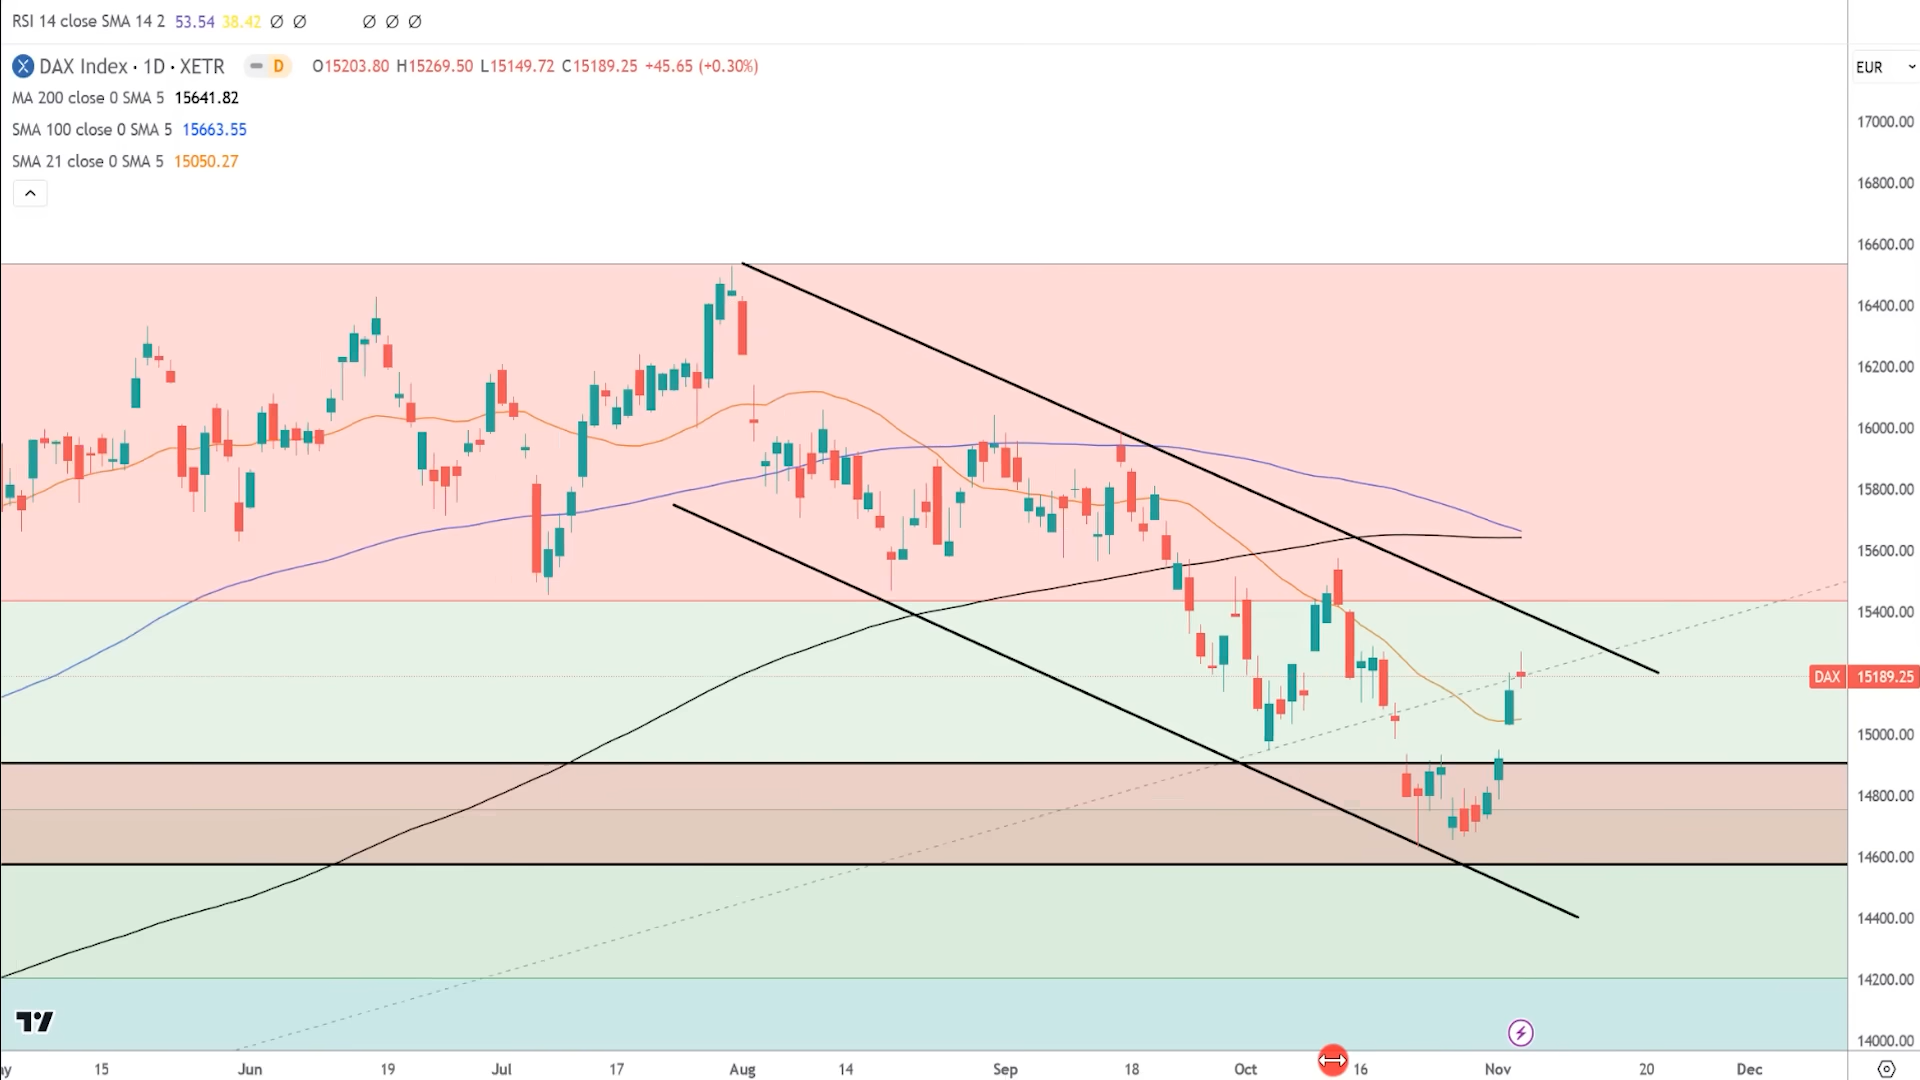 RSI 14 close SMA 14 2 53.54 38.42 ∅ ∅ ∅ ∅ ∅
DAX Index · 1D · XETR D O15203.80 H15269.50 L15149.72 C15189.25 +45.65 (+0.30%)
EUR
MA 200 close 0 SMA 5 15641.82
SMA 100 close 0 SMA 5 15663.55
SMA 21 close 0 SMA 5 15050.27
17000.00
16800.00
16600.00
16400.00
16200.00
16000.00
15800.00
15600.00
15400.00
DAX 15189.25
15000.00
14800.00
14600.00
14400.00
14200.00
14000.00
15 Jun 19 Jul 17 Aug 14 Sep 18 Oct 16 Nov 20 Dec